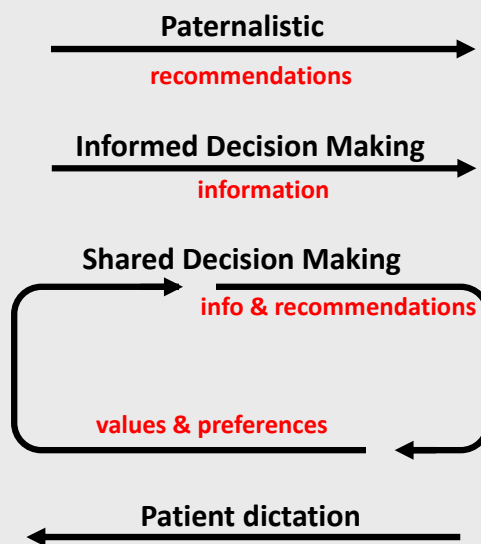 Paternalistic
recommendations
Informed Decision Making
information
Shared Decision Making
info & recommendations
values & preferences
Patient dictation